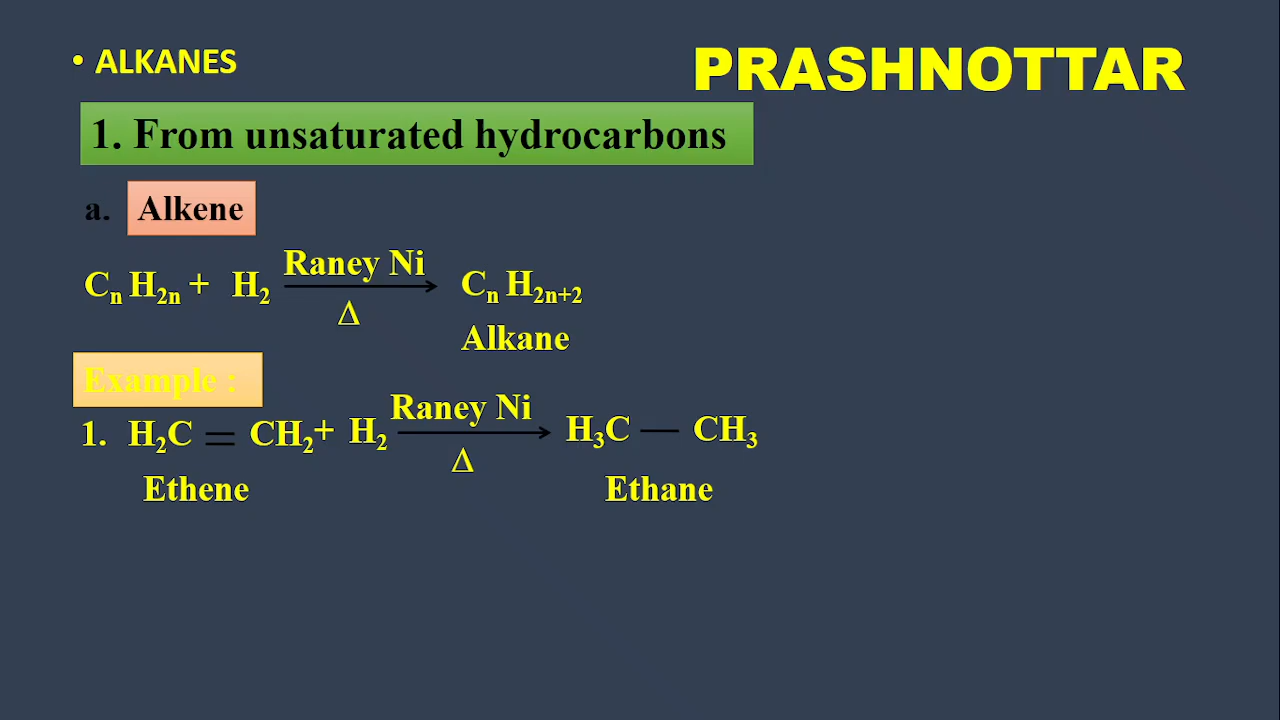 • ALKANES
PRASHNOTTAR
1. From unsaturated hydrocarbons
a. Alkene
CₙH₂ₙ + H₂ Raney Ni Δ CₙH₂ₙ₊₂
Alkane
Example :
1. H₂C = CH₂+ H₂ Raney Ni Δ H₃C — CH₃
Ethene Ethane